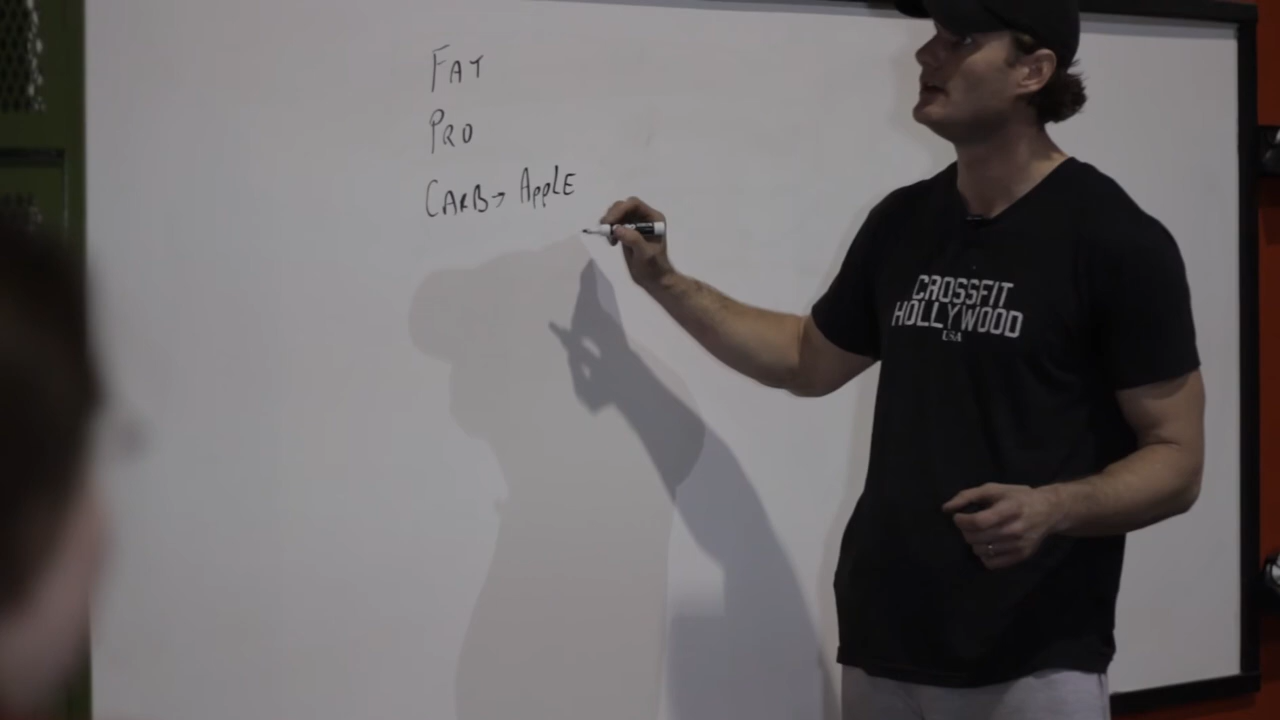 FAT
PRO
CARB→ AppLE
CROSSFIT
HOLLYWOOD
USA